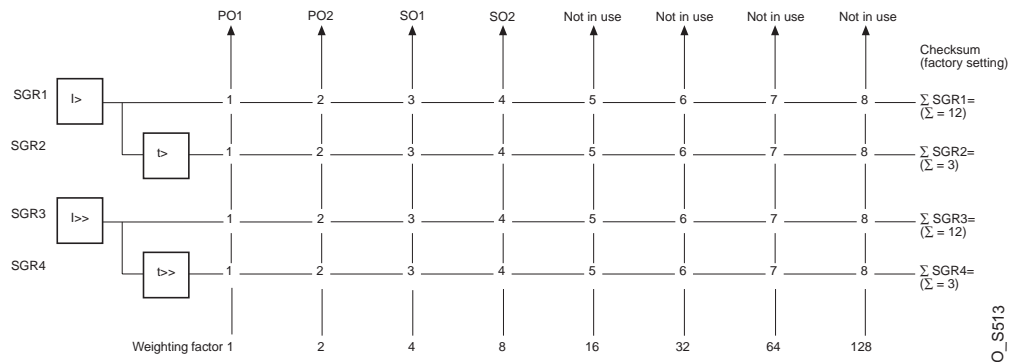 PO1 PO2 SO1 SO2 Not in use Not in use Not in use Not in use
Checksum
(factory setting)
SGR1 I> 1 2 3 4 5 6 7 8 ∑ SGR1=
(∑ = 12)
SGR2 t> 1 2 3 4 5 6 7 8 ∑ SGR2=
(∑ = 3)
SGR3 I>> 1 2 3 4 5 6 7 8 ∑ SGR3=
(∑ = 12)
SGR4 t>> 1 2 3 4 5 6 7 8 ∑ SGR4=
(∑ = 3)
Weighting factor 1 2 4 8 16 32 64 128
O_S513